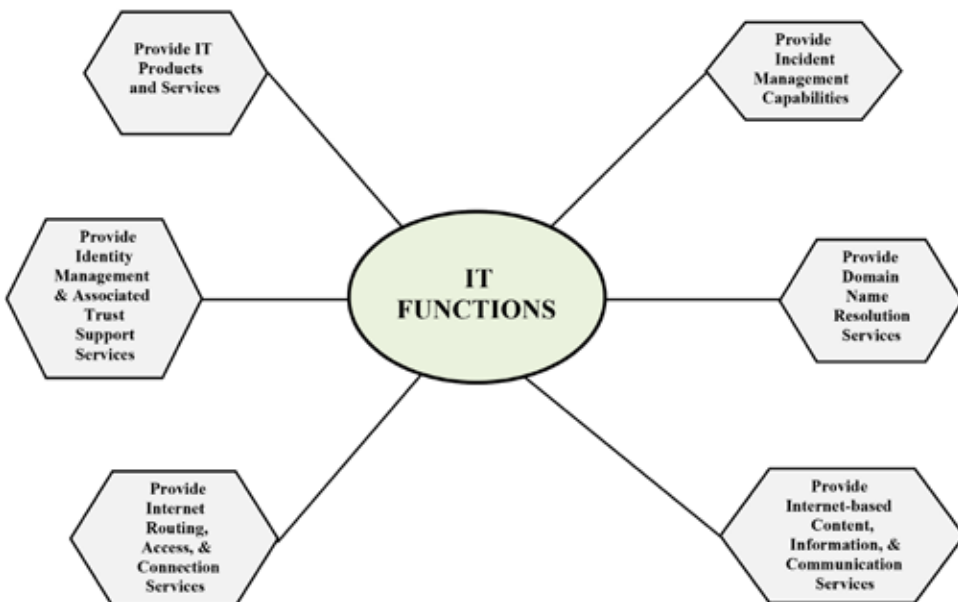 Provide IT
Products
and Services
Provide
Incident
Management
Capabilities
Provide
Identity
Management
& Associated
Trust
Support
Services
IT
FUNCTIONS
Provide
Domain
Name
Resolution
Services
Provide
Internet
Routing,
Access, &
Connection
Services
Provide
Internet-based
Content,
Information, &
Communication
Services